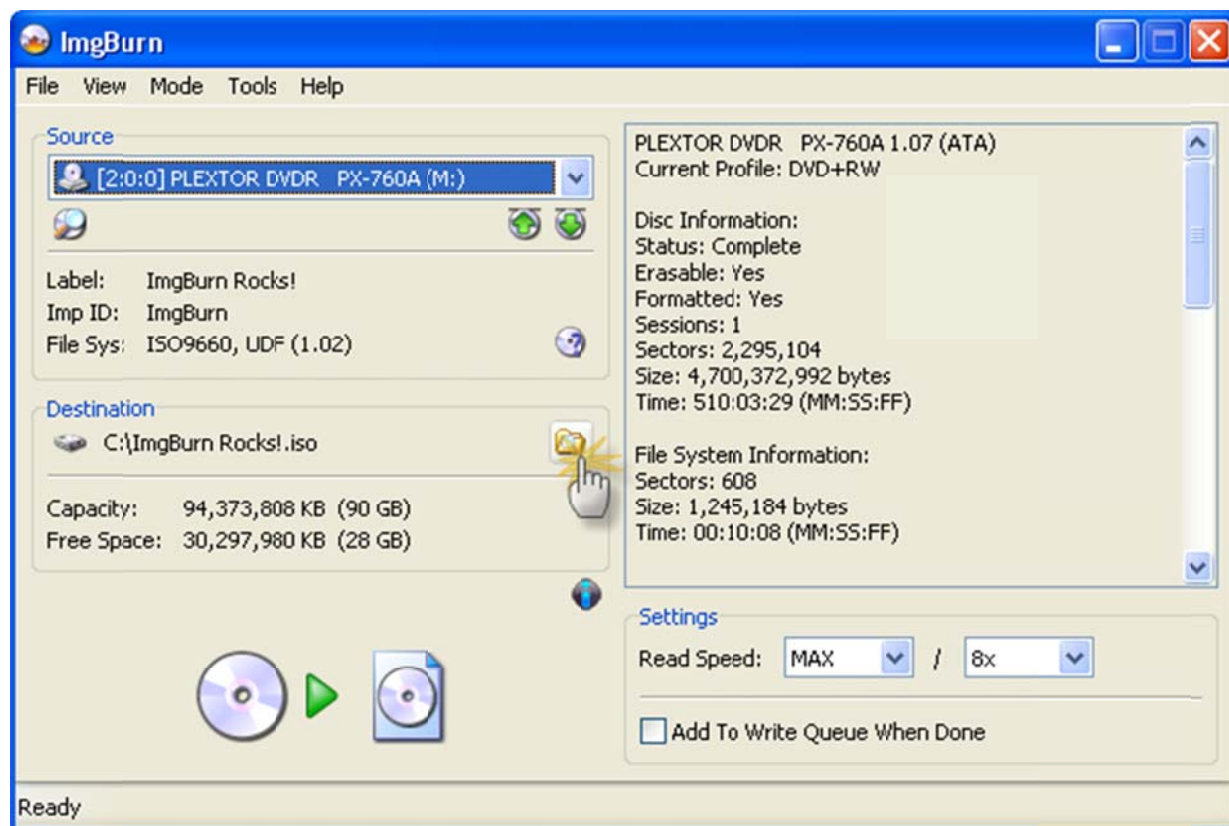 ImgBurn
File View Mode Tools Help
Source
[2:0:0] PLEXTOR DVDR PX-760A (M:)
Label: ImgBurn Rocks!
Imp ID: ImgBurn
File Sys: ISO9660, UDF (1.02)
Destination
C:\ImgBurn Rocks!.iso
Capacity: 94,373,808 KB (90 GB)
Free Space: 30,297,980 KB (28 GB)
PLEXTOR DVDR PX-760A 1.07 (ATA)
Current Profile: DVD+RW
Disc Information:
Status: Complete
Erasable: Yes
Formatted: Yes
Sessions: 1
Sectors: 2,295,104
Size: 4,700,372,992 bytes
Time: 510:03:29 (MM:SS:FF)
File System Information:
Sectors: 608
Size: 1,245,184 bytes
Time: 00:10:08 (MM:SS:FF)
Settings
Read Speed: MAX / 8x
Add To Write Queue When Done
Ready